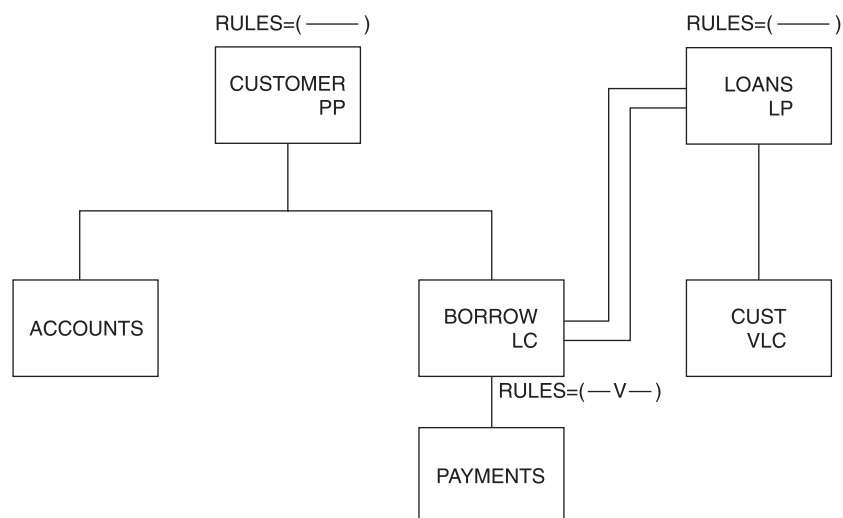 RULES=( —— )
CUSTOMER
PP
RULES=( —— )
LOANS
LP
ACCOUNTS
BORROW
LC
CUST
VLC
RULES=( —V— )
PAYMENTS